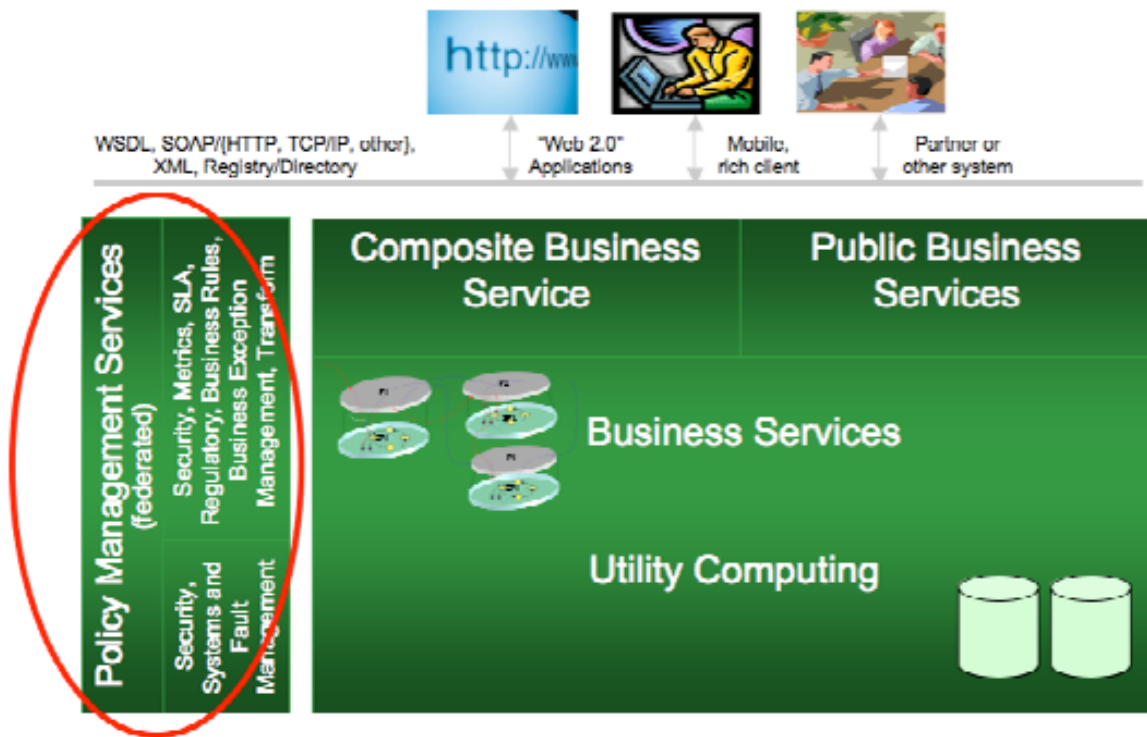 http://www
WSDL, SOAP/{HTTP, TCP/IP, other},
XML, Registry/Directory
"Web 2.0"
Applications
Mobile,
rich client
Partner or
other system
Policy Management Services
(federated)
Security, Metrics, SLA,
Regulatory, Business Rules,
Business Exception
Management, Transform
Security,
Systems and
Fault
Management
Composite Business
Service
Public Business
Services
Business Services
Utility Computing